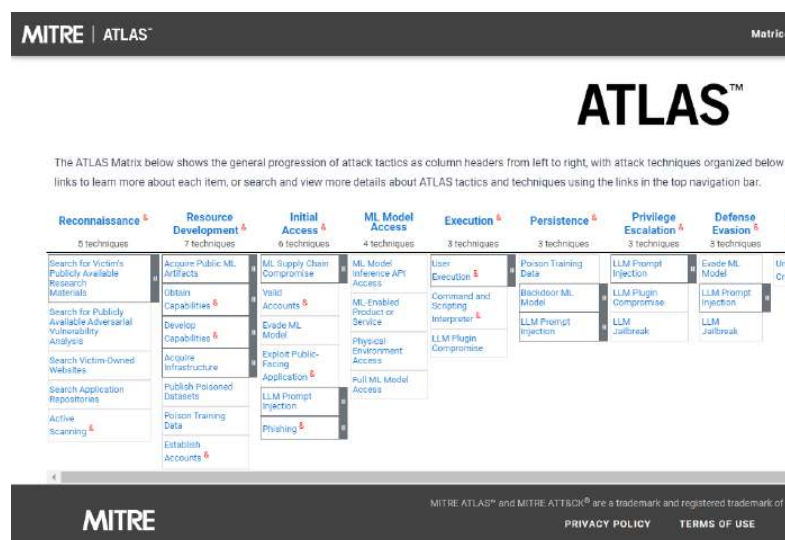 MITRE | ATLAS™
Matric
ATLAS™
The ATLAS Matrix below shows the general progression of attack tactics as column headers from left to right, with attack techniques organized below
links to learn more about each item, or search and view more details about ATLAS tactics and techniques using the links in the top navigation bar.
Reconnaissance &
5 techniques
Search for Victim's
Publicly Available
Research
Materials
Search for Publicly
Available Adversarial
Vulnerability
Analysis
Search Victim-Owned
Websites
Search Application
Repositories
Active
Scanning &
Resource
Development &
7 techniques
Acquire Public ML
Artifacts
Obtain
Capabilities &
Develop
Capabilities &
Acquire
Infrastructure
Publish Poisoned
Datasets
Poison Training
Data
Establish
Accounts &
Initial
Access &
6 techniques
ML Supply Chain
Compromise
Valid
Accounts &
Evade ML
Model
Exploit Public-
Facing
Application &
LLM Prompt
Injection
Phishing &
ML Model
Access
4 techniques
ML Model
Inference API
Access
ML-Enabled
Product or
Service
Physical
Environment
Access
Full ML Model
Access
Execution &
3 techniques
User
Execution &
Command and
Scripting
Interpreter &
LLM Plugin
Compromise
Persistence &
3 techniques
Poison Training
Data
Backdoor ML
Model
LLM Prompt
Injection
Privilege
Escalation &
3 techniques
LLM Prompt
Injection
LLM Plugin
Compromise
LLM
Jailbreak
Defense
Evasion &
3 techniques
Evade ML
Model
LLM Prompt
Injection
LLM
Jailbreak
Un
Cr
MITRE
MITRE ATLAS™ and MITRE ATT&CK® are a trademark and registered trademark of
PRIVACY POLICY TERMS OF USE